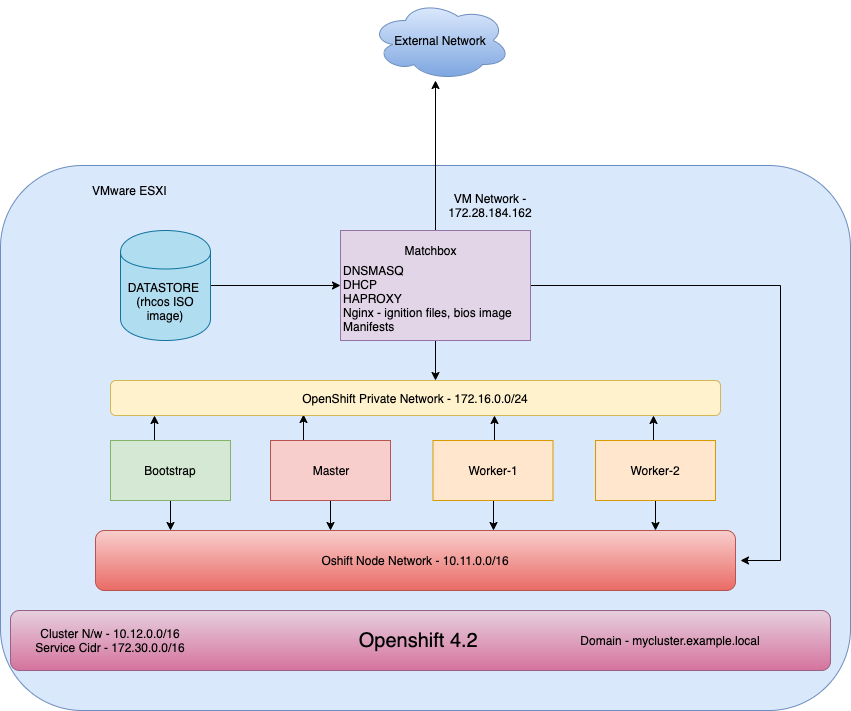 External Network
VMware ESXI
VM Network -
172.28.184.162
Matchbox
DNSMASQ
DHCP
HAPROXY
Nginx - ignition files, bios image
Manifests
DATASTORE
(rhcos ISO
image)
OpenShift Private Network - 172.16.0.0/24
Bootstrap
Master
Worker-1
Worker-2
Oshift Node Network - 10.11.0.0/16
Cluster N/w - 10.12.0.0/16
Service Cidr - 172.30.0.0/16
Openshift 4.2
Domain - mycluster.example.local